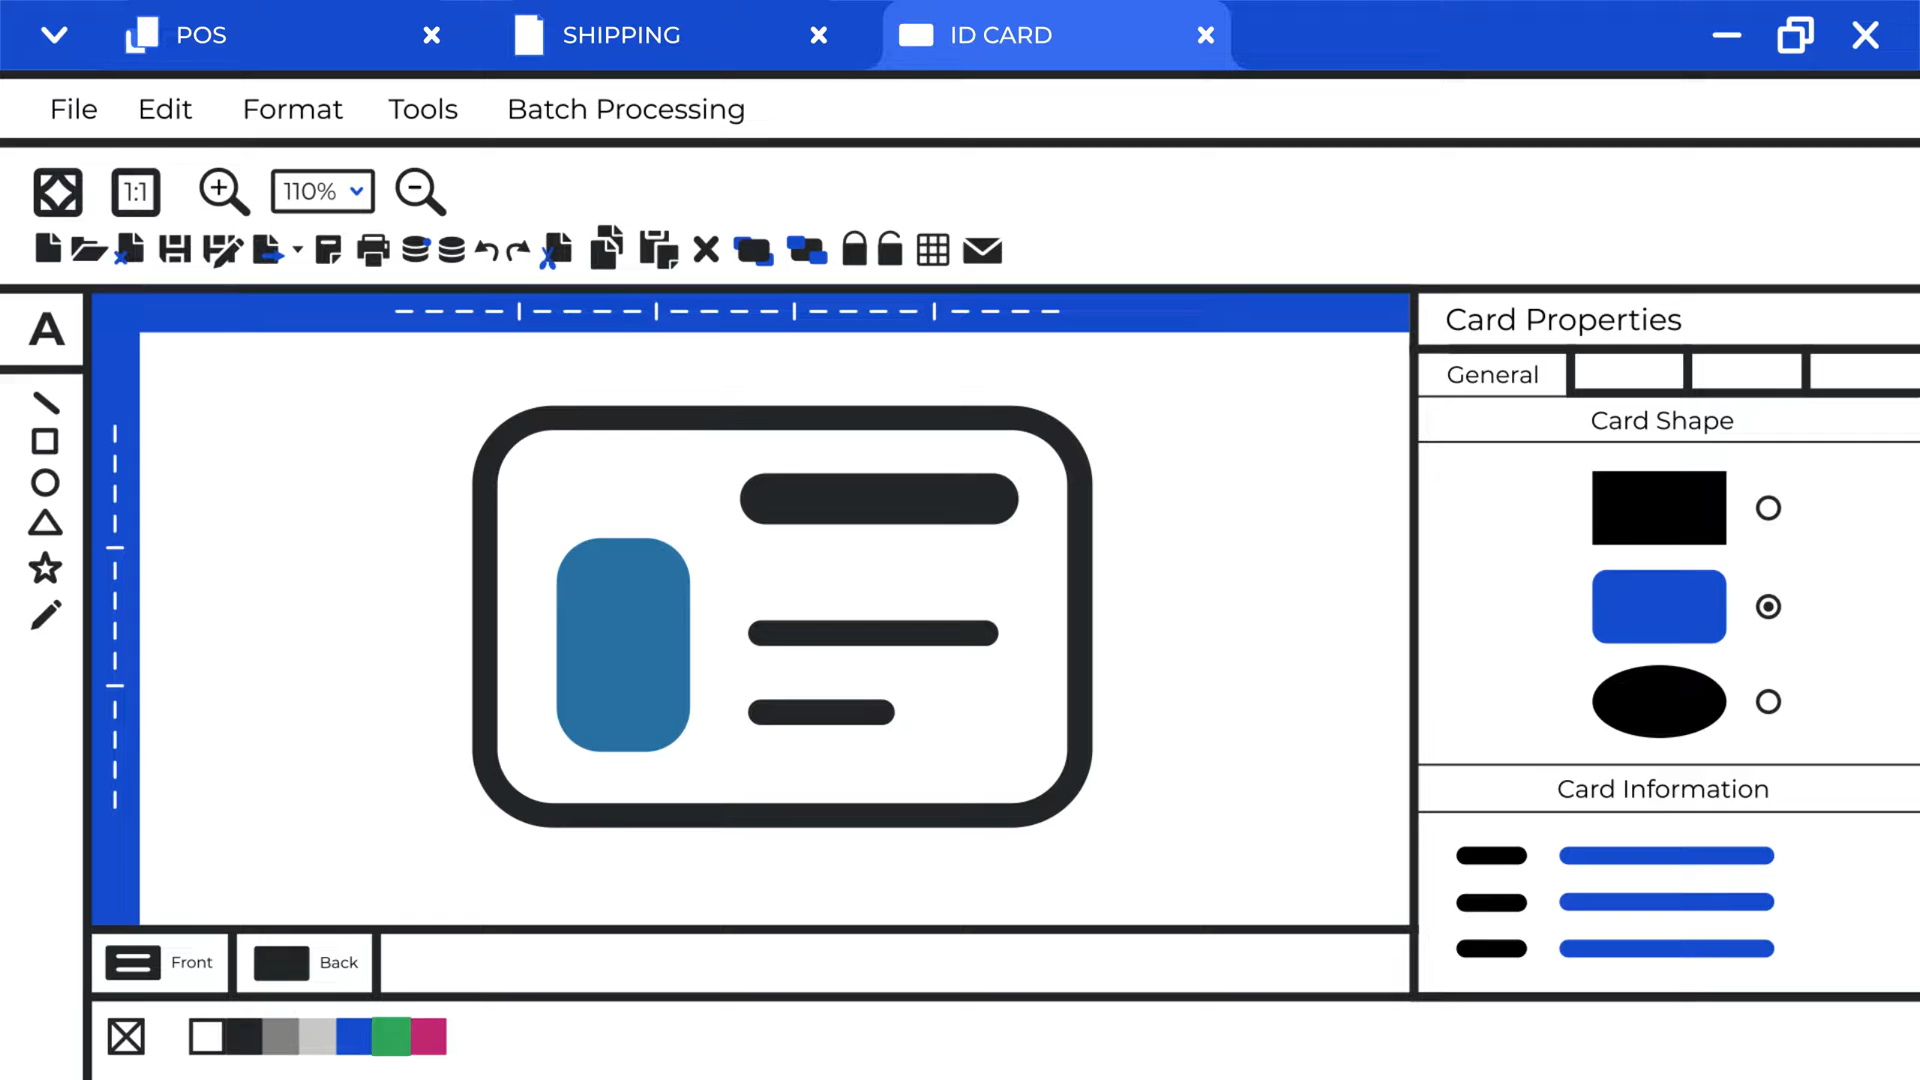 POS
SHIPPING
ID CARD
File Edit Format Tools Batch Processing
1:1
110%
A
Card Properties
General
Card Shape
Card Information
Front
Back